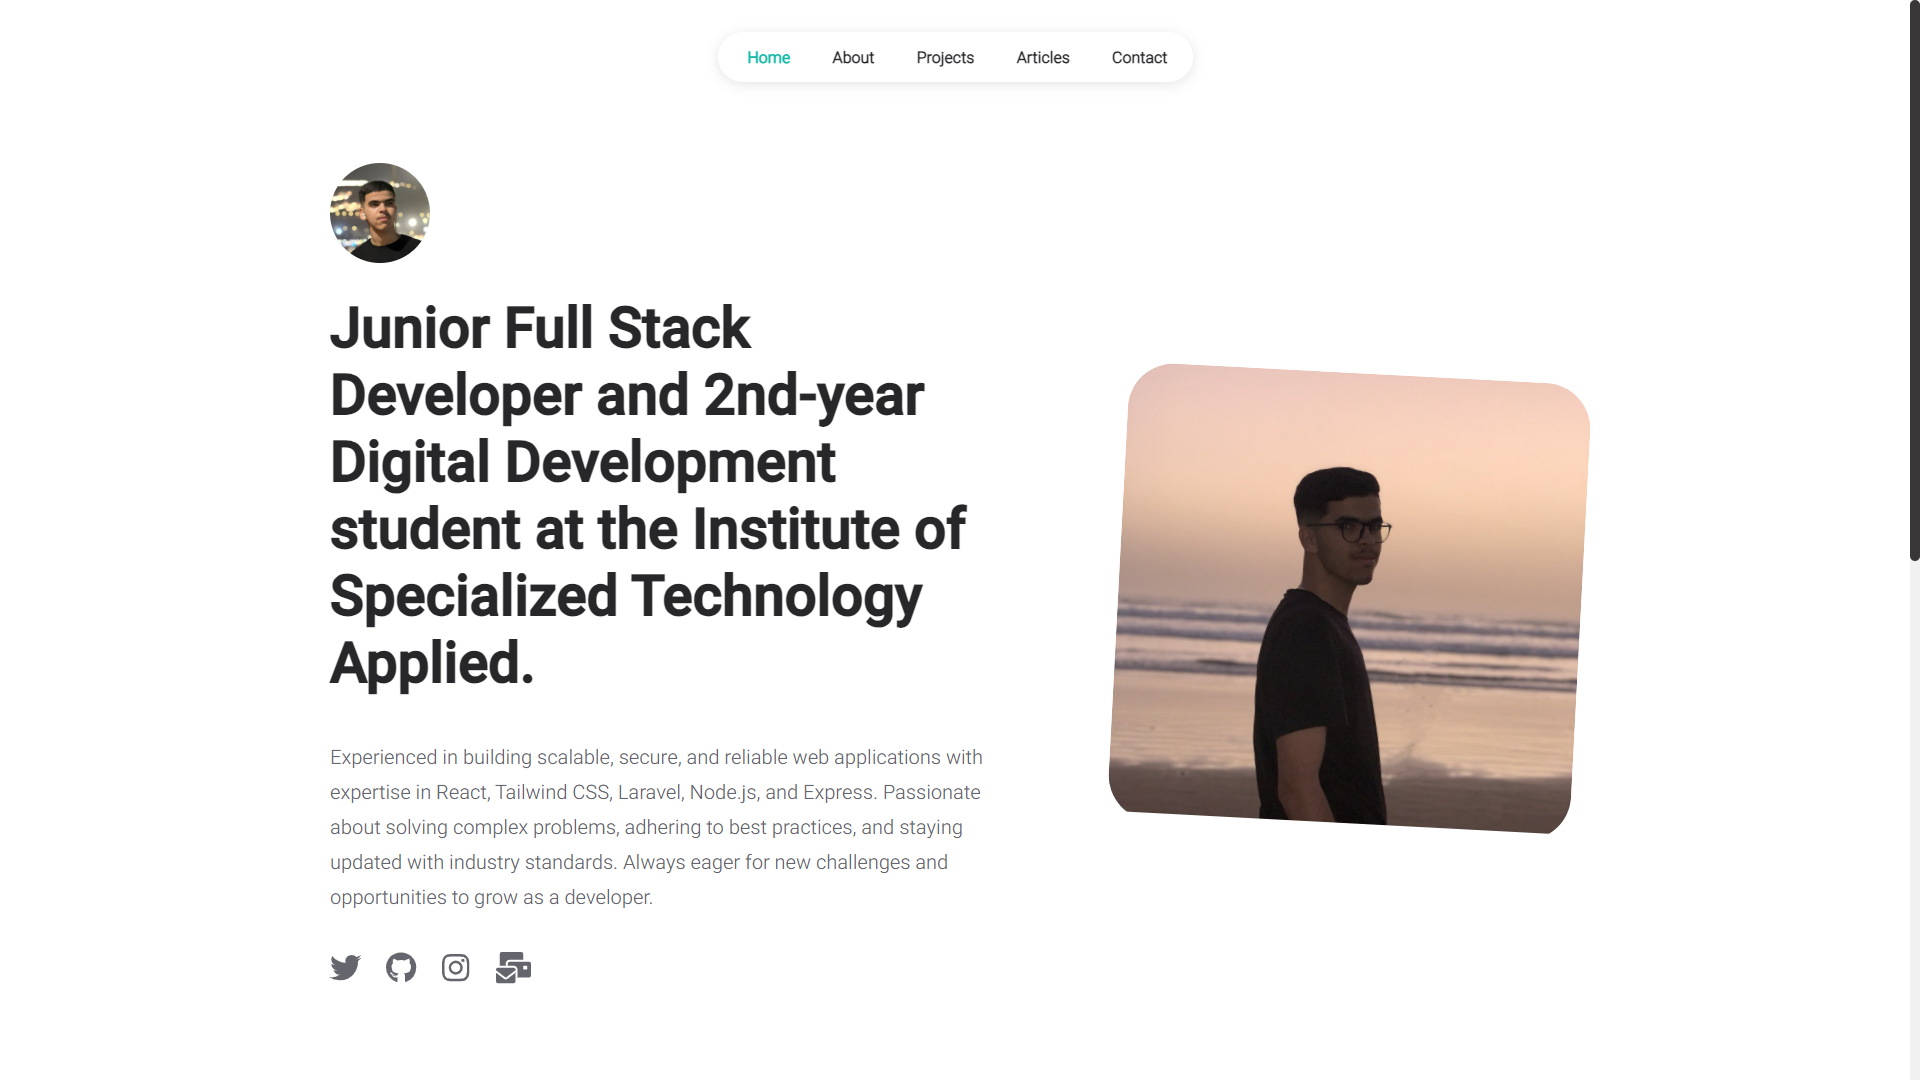 Home About Projects Articles Contact
Junior Full Stack
Developer and 2nd-year
Digital Development
student at the Institute of
Specialized Technology
Applied.
Experienced in building scalable, secure, and reliable web applications with
expertise in React, Tailwind CSS, Laravel, Node.js, and Express. Passionate
about solving complex problems, adhering to best practices, and staying
updated with industry standards. Always eager for new challenges and
opportunities to grow as a developer.